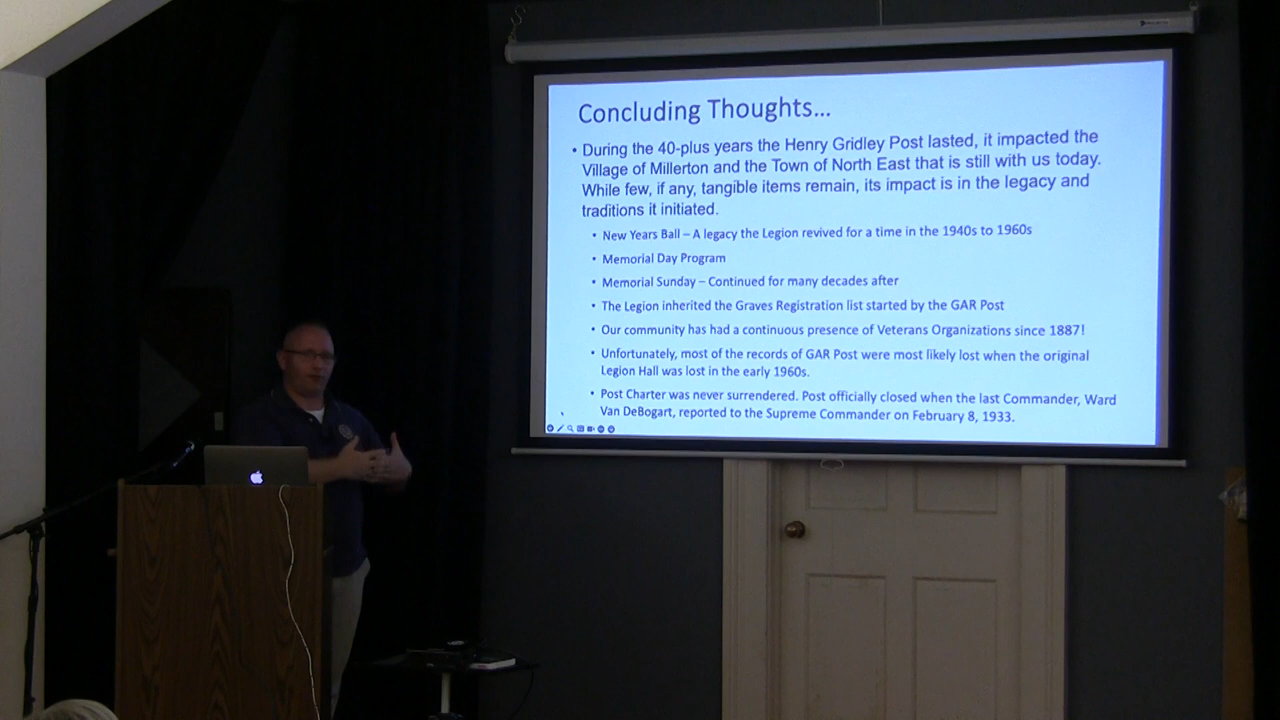 Concluding Thoughts...
• During the 40-plus years the Henry Gridley Post lasted, it impacted the
Village of Millerton and the Town of North East that is still with us today.
While few, if any, tangible items remain, its impact is in the legacy and
traditions it initiated.
• New Years Ball – A legacy the Legion revived for a time in the 1940s to 1960s
• Memorial Day Program
• Memorial Sunday – Continued for many decades after
• The Legion inherited the Graves Registration list started by the GAR Post
• Our community has had a continuous presence of Veterans Organizations since 1887!
• Unfortunately, most of the records of GAR Post were most likely lost when the original
Legion Hall was lost in the early 1960s.
• Post Charter was never surrendered. Post officially closed when the last Commander, Ward
Van DeBogart, reported to the Supreme Commander on February 8, 1933.